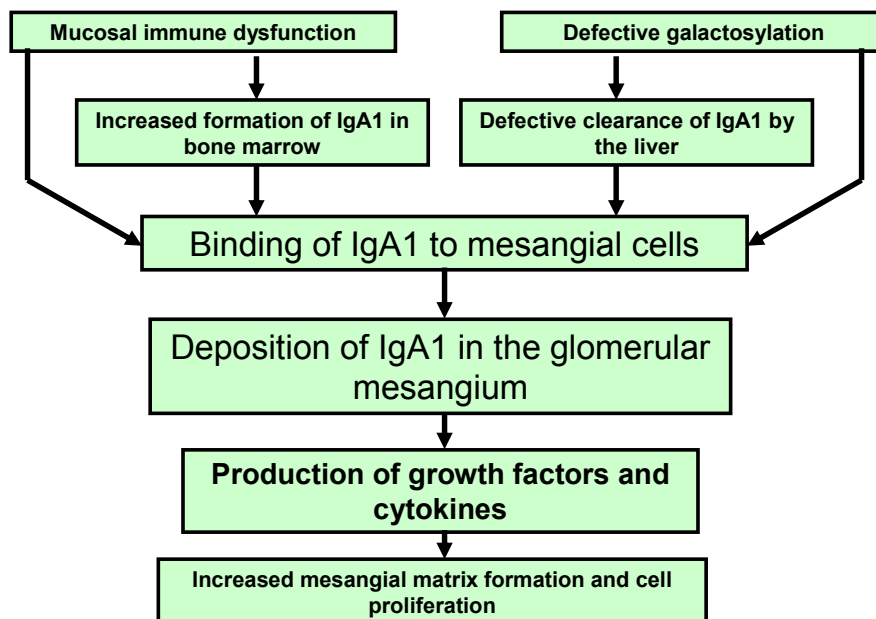 Mucosal immune dysfunction
Defective galactosylation
Increased formation of IgA1 in
bone marrow
Defective clearance of IgA1 by
the liver
Binding of IgA1 to mesangial cells
Deposition of IgA1 in the glomerular
mesangium
Production of growth factors and
cytokines
Increased mesangial matrix formation and cell
proliferation